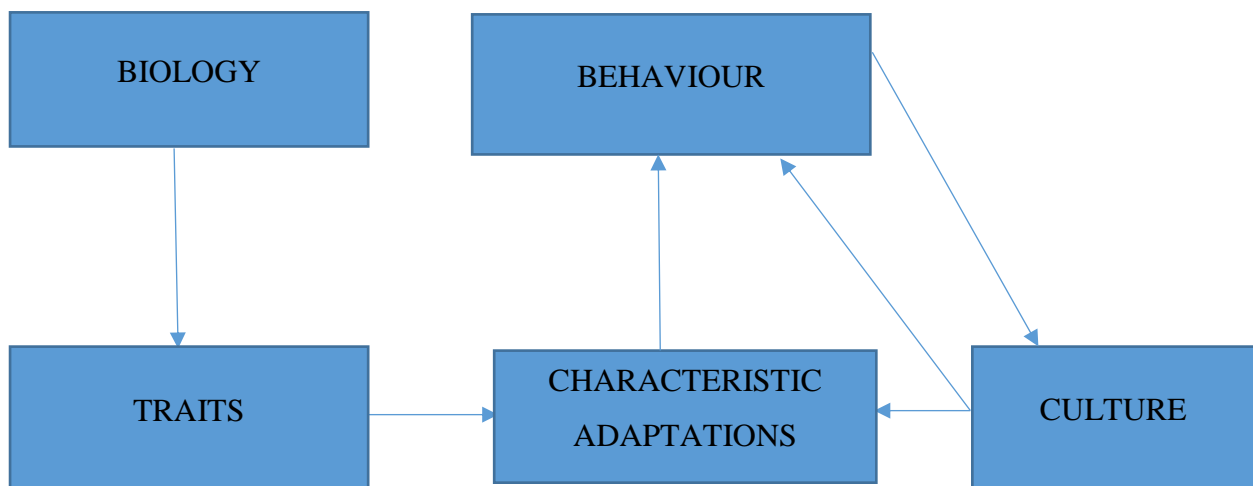 BIOLOGY
BEHAVIOUR
TRAITS
CHARACTERISTIC
ADAPTATIONS
CULTURE